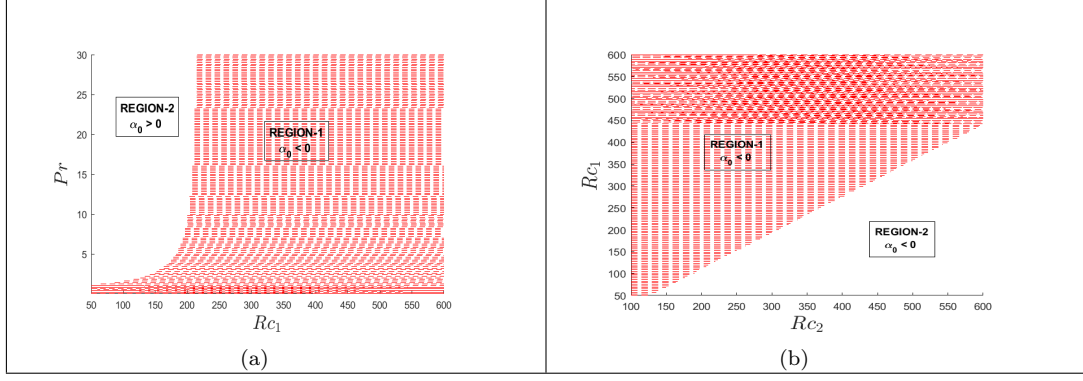 30
25
20
15
10
5
Pr
REGION-2
α₀ > 0
REGION-1
α₀ < 0
50 100 150 200 250 300 350 400 450 500 550 600
Rc₁
(a)
600
550
500
450
400
350
300
250
200
150
100
50
Rc₁
REGION-1
α₀ < 0
REGION-2
α₀ < 0
100 150 200 250 300 350 400 450 500 550 600
Rc₂
(b)